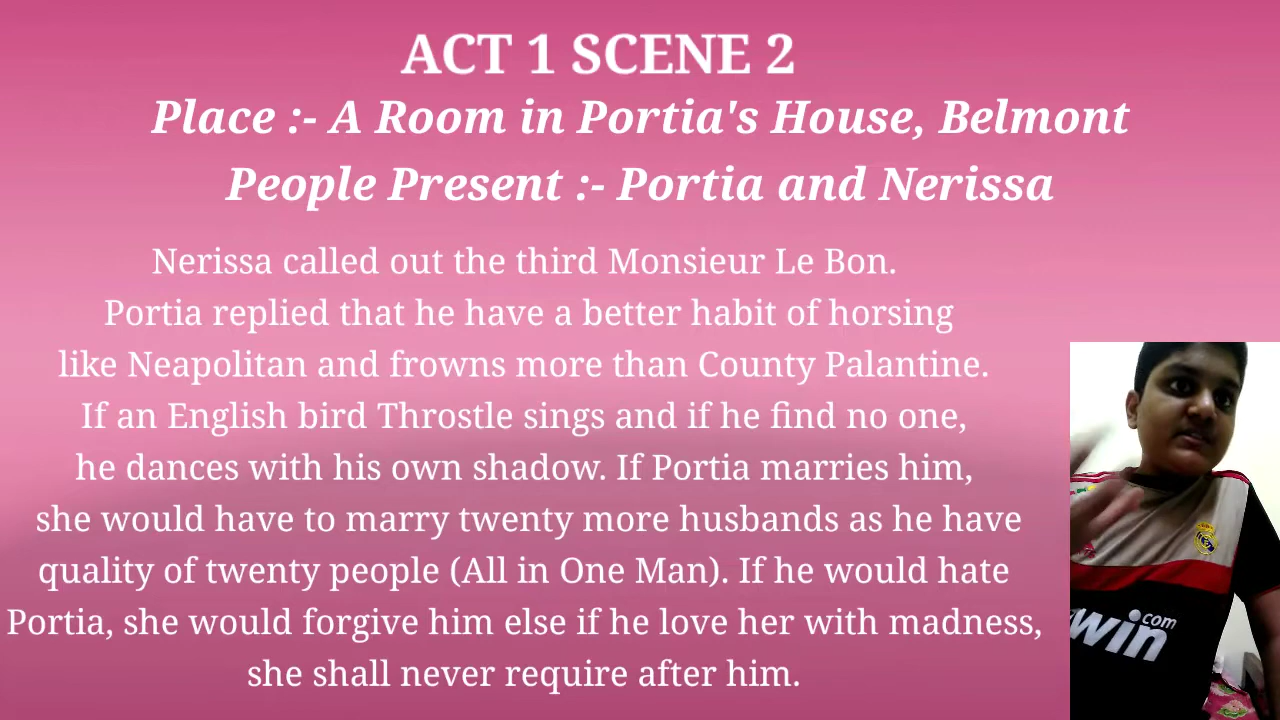 ACT 1 SCENE 2
Place :- A Room in Portia's House, Belmont
People Present :- Portia and Nerissa
Nerissa called out the third Monsieur Le Bon.
Portia replied that he have a better habit of horsing
like Neapolitan and frowns more than County Palantine.
If an English bird Throstle sings and if he find no one,
he dances with his own shadow. If Portia marries him,
she would have to marry twenty more husbands as he have
quality of twenty people (All in One Man). If he would hate
Portia, she would forgive him else if he love her with madness,
she shall never require after him.
win
.com